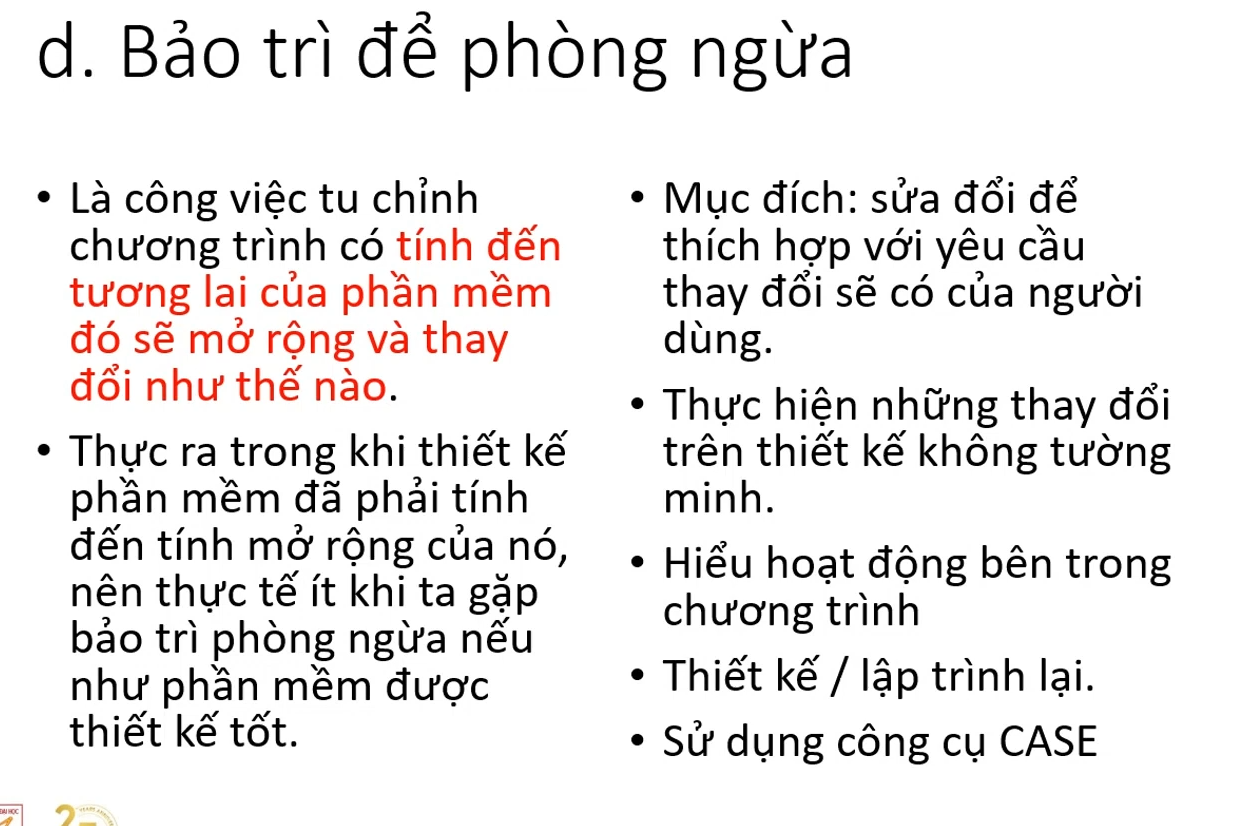 d. Bảo trì để phòng ngừa
• Là công việc tu chỉnh
chương trình có tính đến
tương lai của phần mềm
đó sẽ mở rộng và thay
đổi như thế nào.
• Thực ra trong khi thiết kế
phần mềm đã phải tính
đến tính mở rộng của nó,
nên thực tế ít khi ta gặp
bảo trì phòng ngừa nếu
như phần mềm được
thiết kế tốt.
• Mục đích: sửa đổi để
thích hợp với yêu cầu
thay đổi sẽ có của người
dùng.
• Thực hiện những thay đổi
trên thiết kế không tường
minh.
• Hiểu hoạt động bên trong
chương trình
• Thiết kế / lập trình lại.
• Sử dụng công cụ CASE